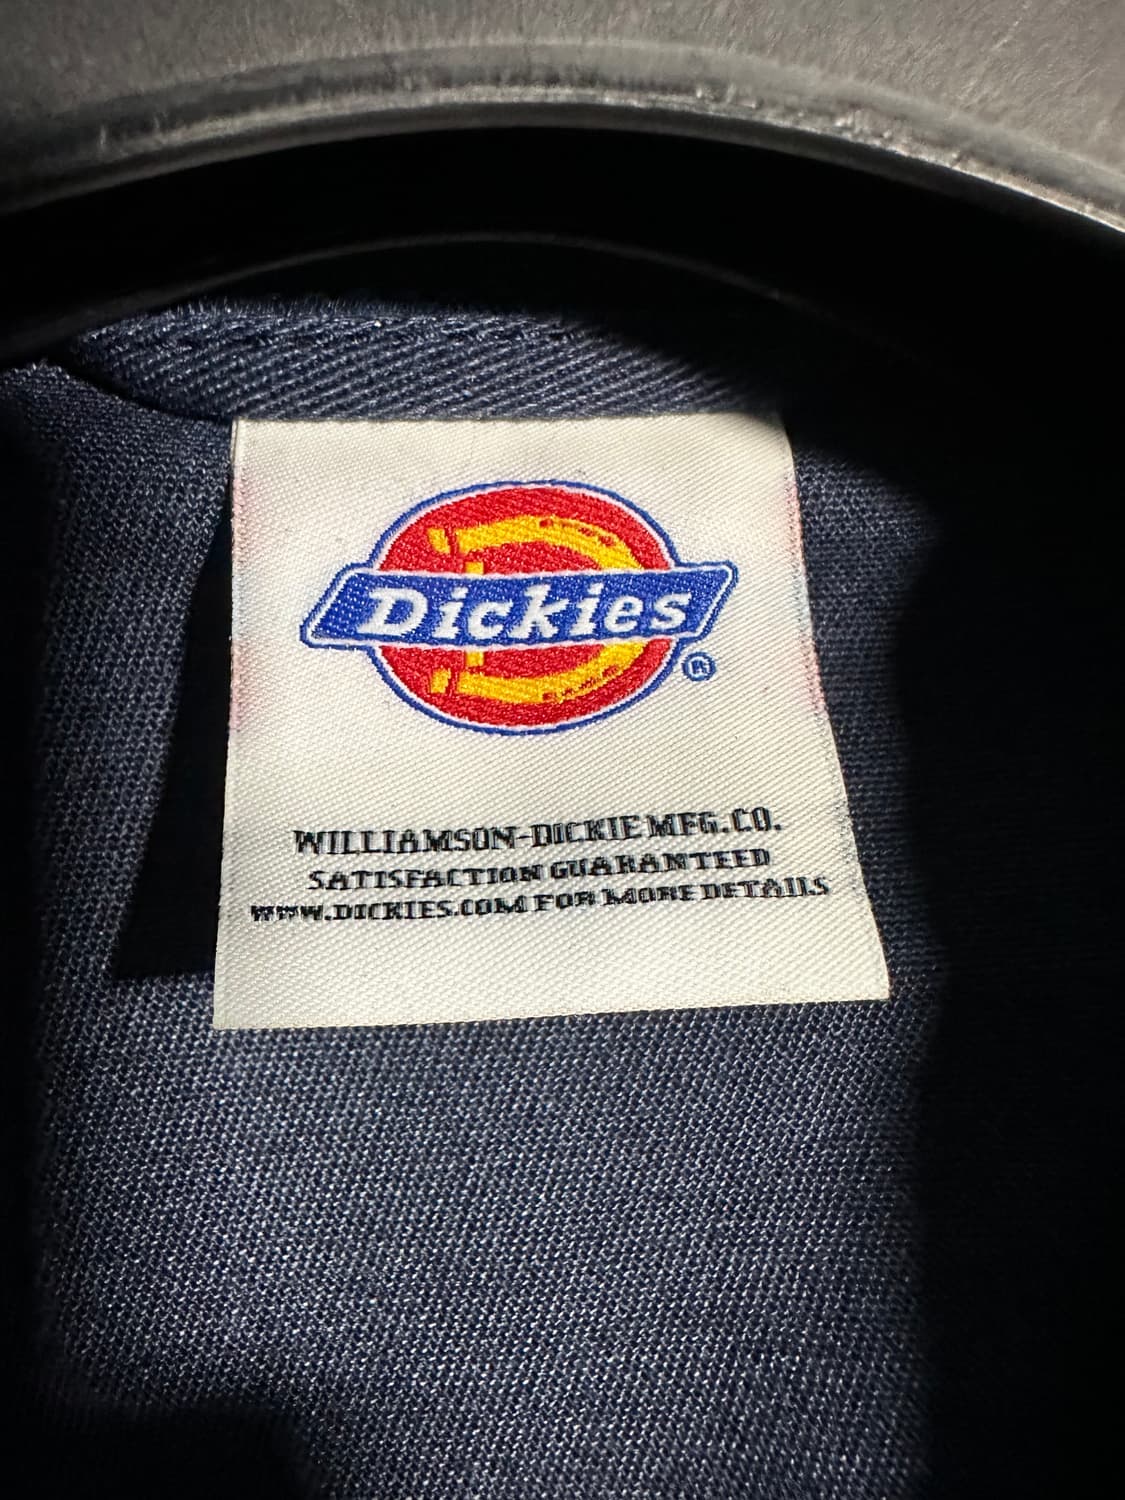 Dickies
®
WILLIAMSON-DICKIE MFG.CO.
SATISFACTION GUARANTEED
WWW.DICKIES.COM FOR MORE DETAILS